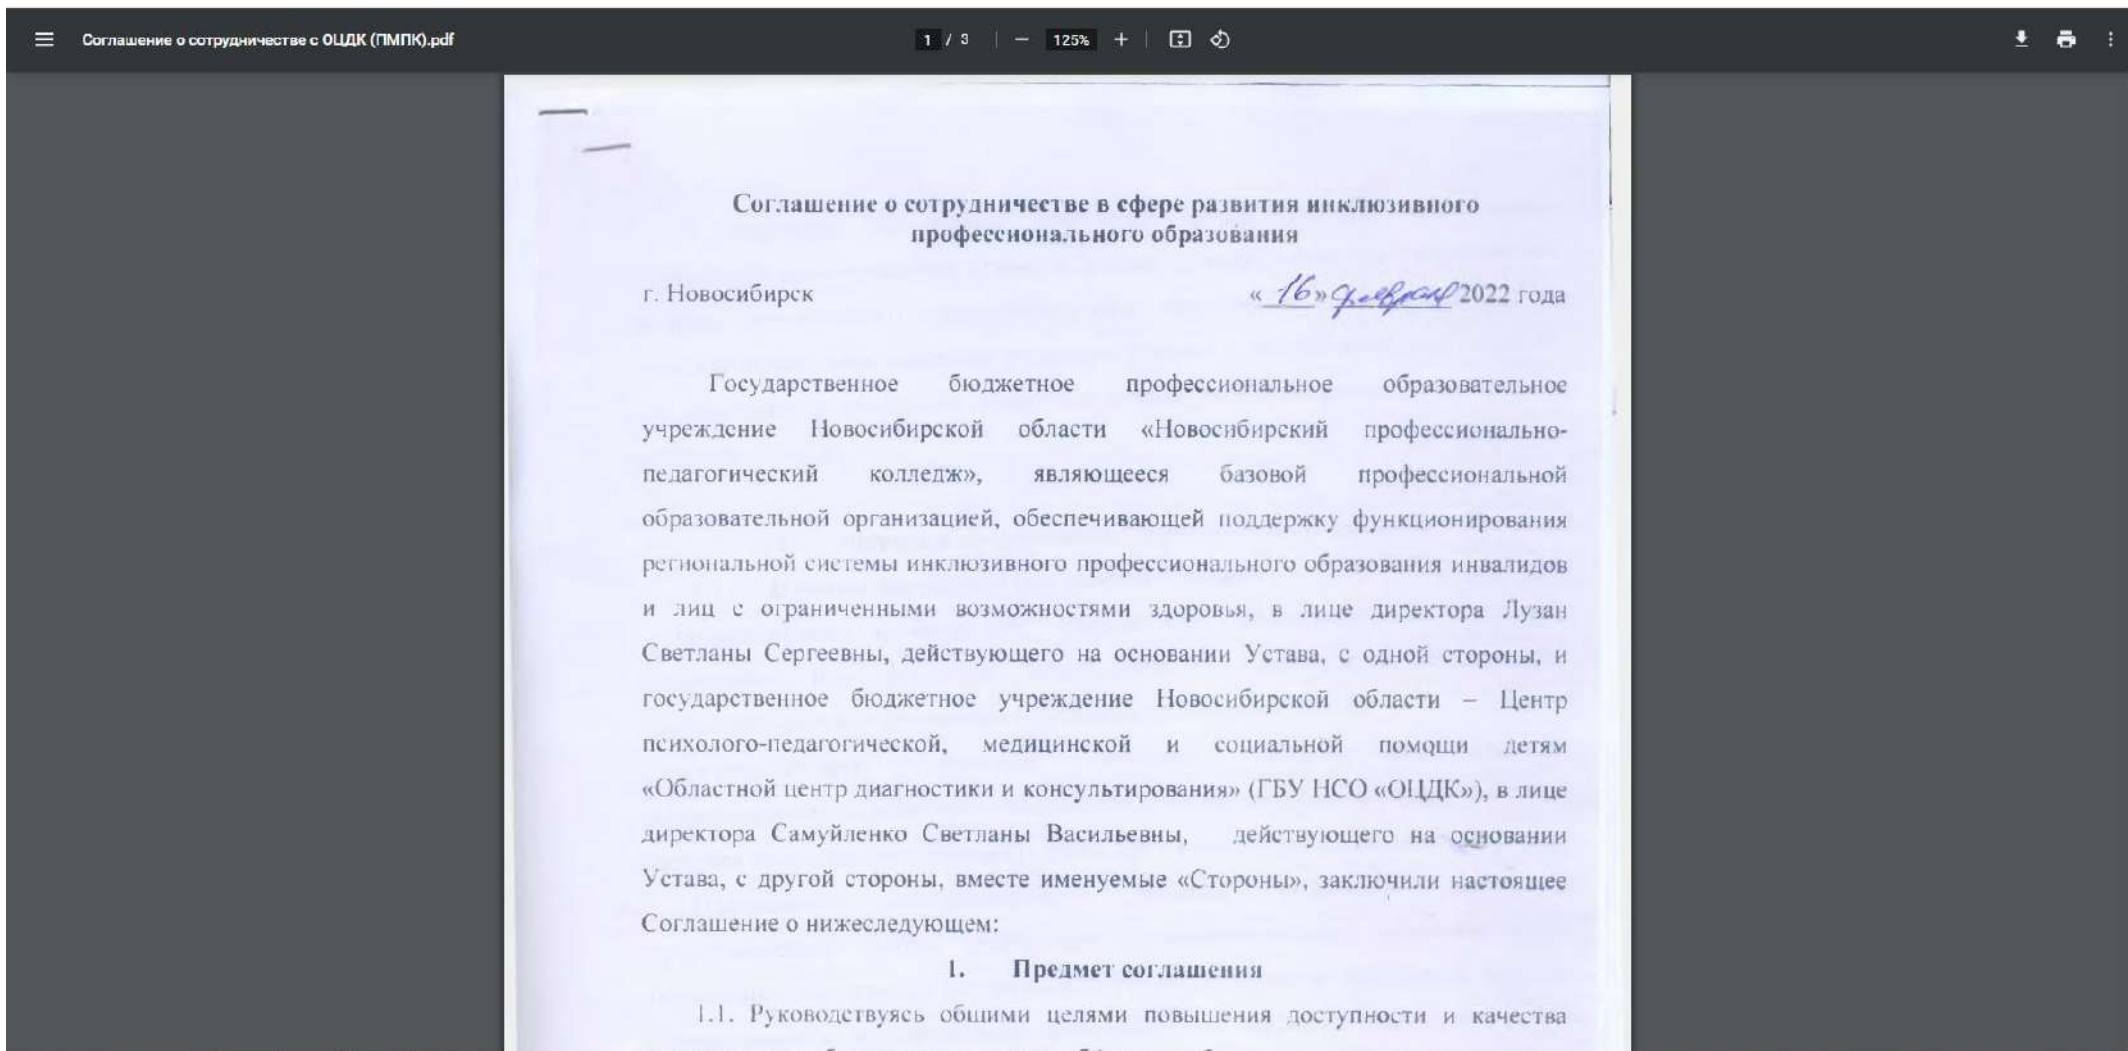 Соглашение о сотрудничестве с ОЦДК (ПМПК).pdf
1 / 3
125%
Соглашение о сотрудничестве в сфере развития инклюзивного
профессионального образования
г. Новосибирск «16» февраля 2022 года
Государственное бюджетное профессиональное образовательное
учреждение Новосибирской области «Новосибирский профессионально-
педагогический колледж», являющееся базовой профессиональной
образовательной организацией, обеспечивающей поддержку функционирования
региональной системы инклюзивного профессионального образования инвалидов
и лиц с ограниченными возможностями здоровья, в лице директора Лузан
Светланы Сергеевны, действующего на основании Устава, с одной стороны, и
государственное бюджетное учреждение Новосибирской области – Центр
психолого-педагогической, медицинской и социальной помощи детям
«Областной центр диагностики и консультирования» (ГБУ НСО «ОЦДК»), в лице
директора Самуйленко Светланы Васильевны, действующего на основании
Устава, с другой стороны, вместе именуемые «Стороны», заключили настоящее
Соглашение о нижеследующем:
1. Предмет соглашения
1.1. Руководствуясь общими целями повышения доступности и качества